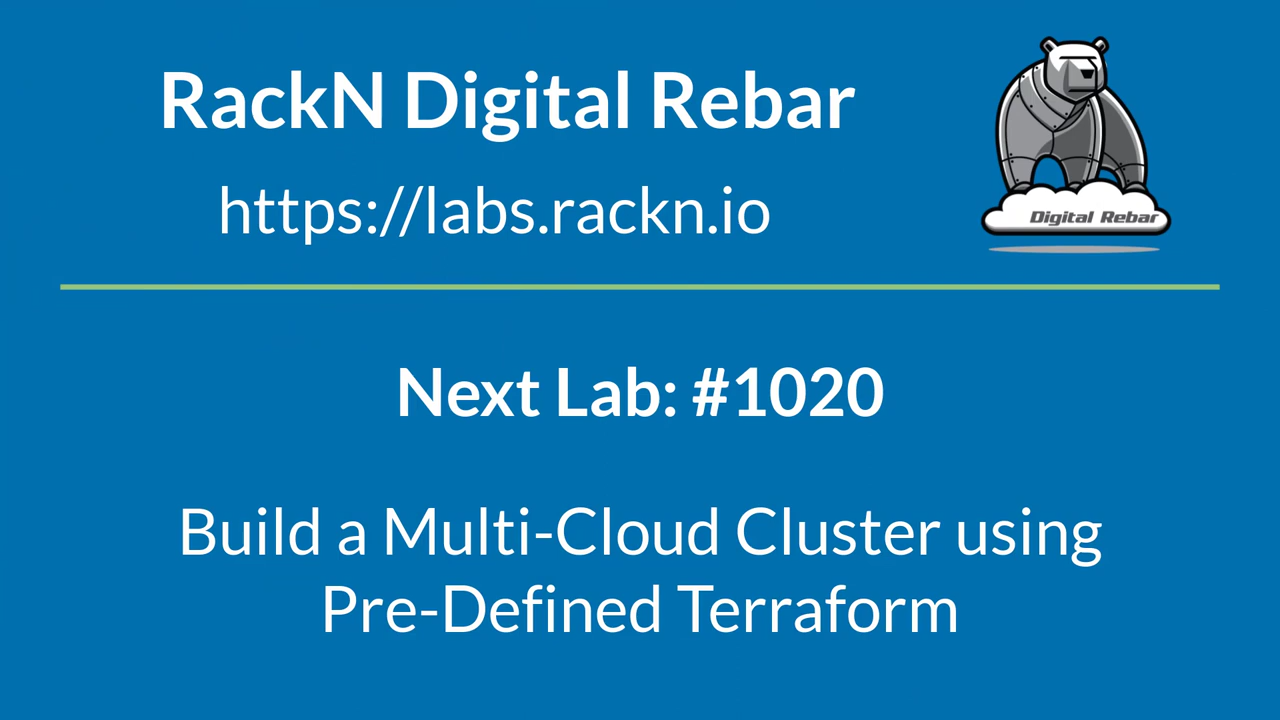 RackN Digital Rebar
https://labs.rackn.io
Digital Rebar
Next Lab: #1020
Build a Multi-Cloud Cluster using
Pre-Defined Terraform